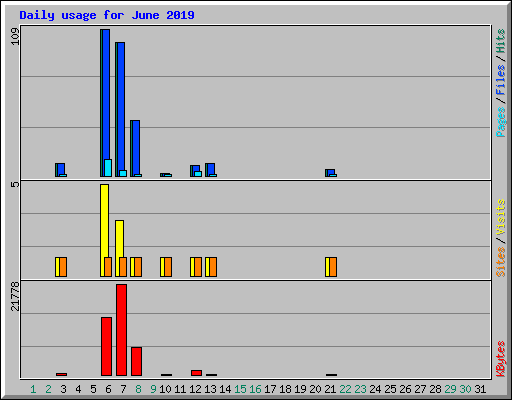 Daily usage for June 2019
109
Pages / Files / Hits
5
Sites / Visits
21778
KBytes
1 2 3 4 5 6 7 8 9 10 11 12 13 14 15 16 17 18 19 20 21 22 23 24 25 26 27 28 29 30 31